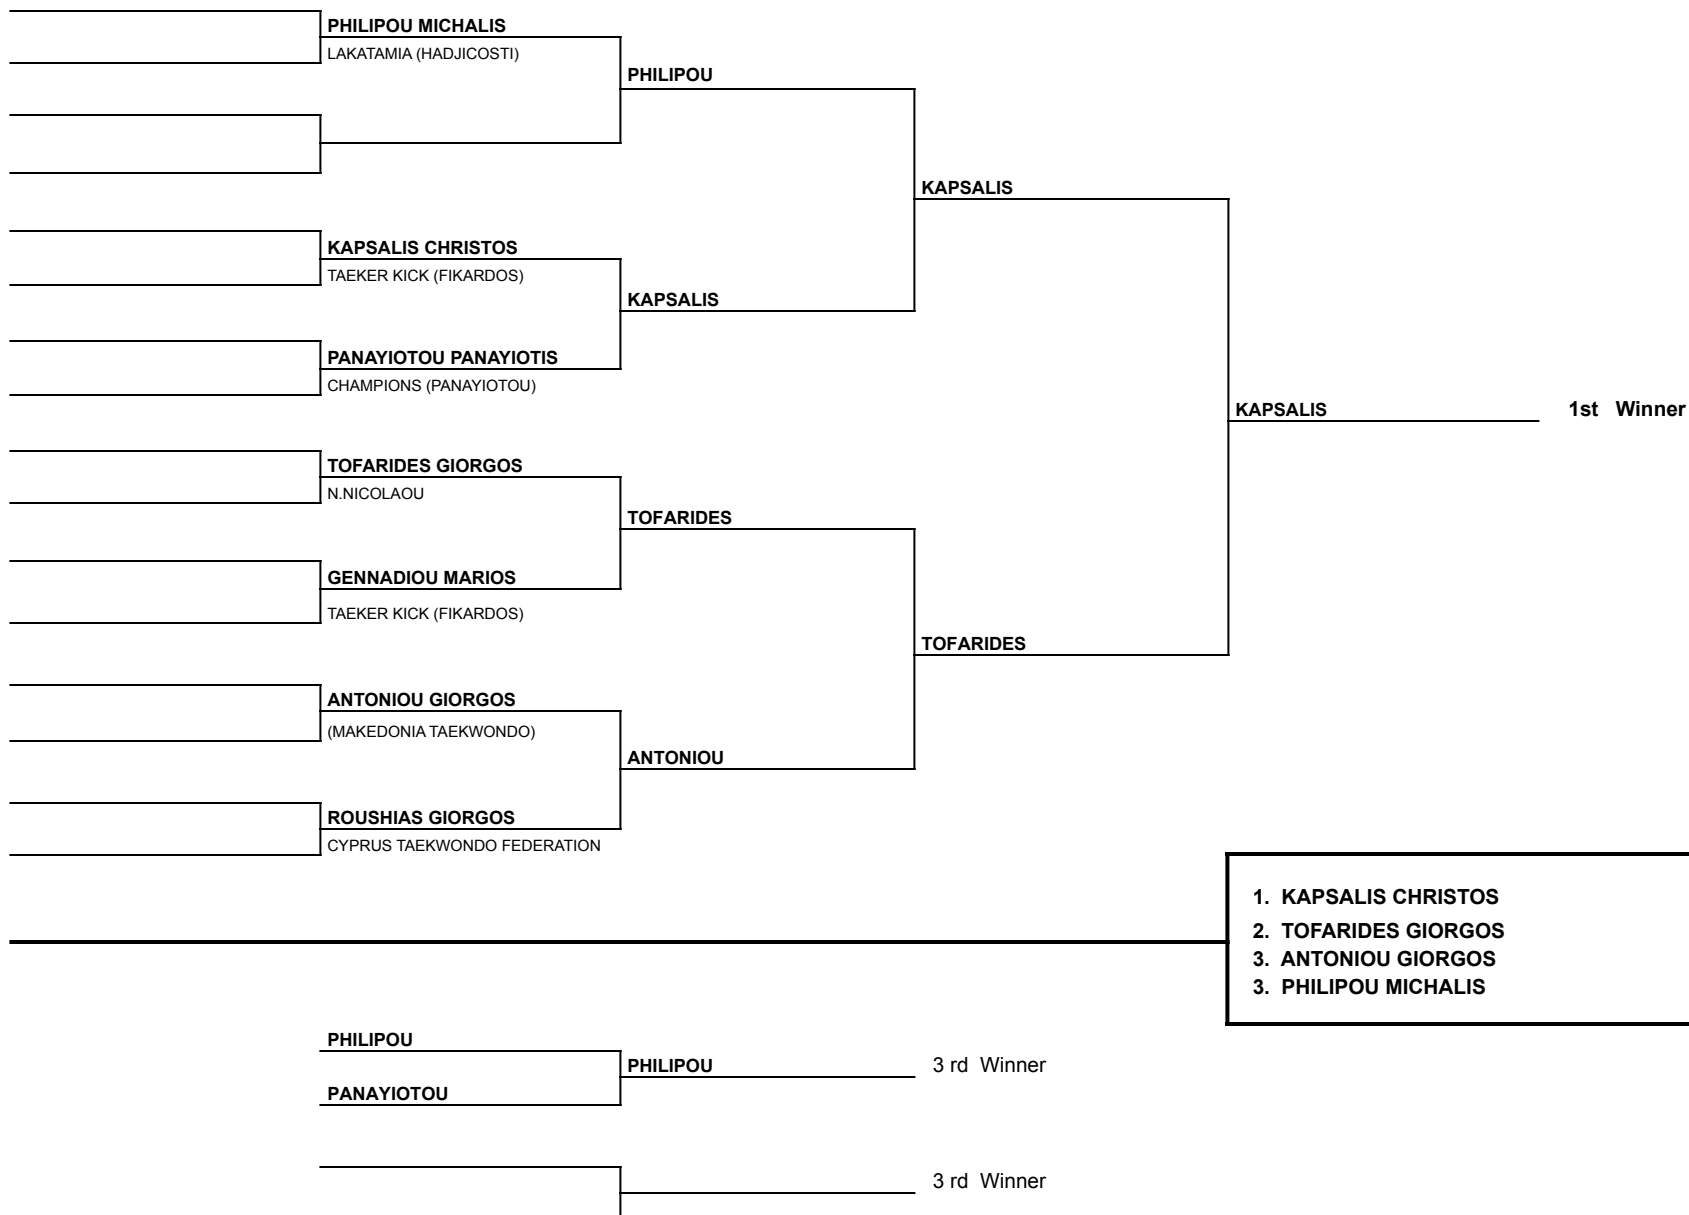 PHILIPOU MICHALIS
LAKATAMIA (HADJICOSTI)
PHILIPOU
KAPSALIS
KAPSALIS CHRISTOS
TAEKER KICK (FIKARDOS)
KAPSALIS
PANAYIOTOU PANAYIOTIS
CHAMPIONS (PANAYIOTOU)
KAPSALIS
1st Winner
TOFARIDES GIORGOS
N.NICOLAOU
TOFARIDES
GENNADIOU MARIOS
TAEKER KICK (FIKARDOS)
TOFARIDES
ANTONIOU GIORGOS
(MAKEDONIA TAEKWONDO)
ANTONIOU
ROUSHIAS GIORGOS
CYPRUS TAEKWONDO FEDERATION
1. KAPSALIS CHRISTOS
2. TOFARIDES GIORGOS
3. ANTONIOU GIORGOS
3. PHILIPOU MICHALIS
PHILIPOU
PHILIPOU
3 rd Winner
PANAYIOTOU
3 rd Winner